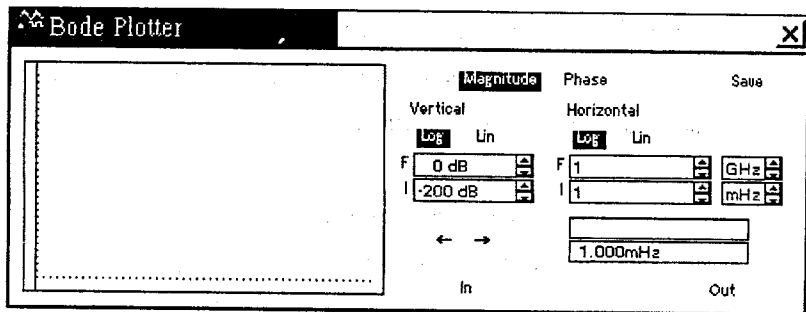 Bode Plotter
Magnitude Phase Save
Vertical Horizontal
Log Lin Log Lin
F 0 dB F 1 GHz
I -200 dB I 1 mHz
← →
1.000mHz
In Out